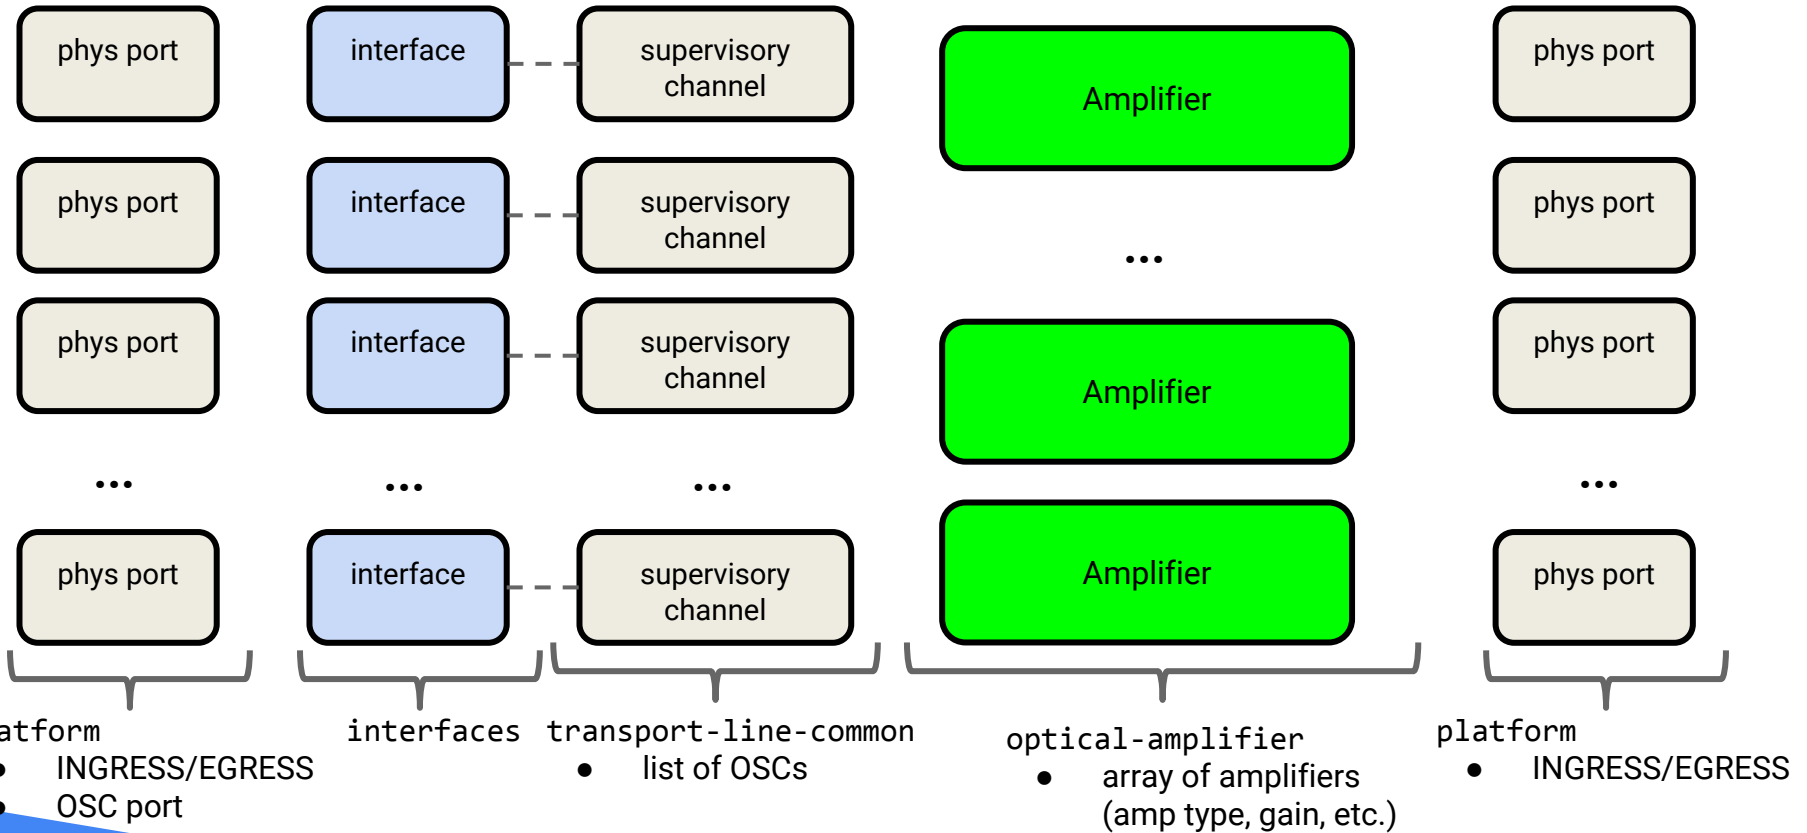 phys port
interface
supervisory
channel
Amplifier
phys port
phys port
interface
supervisory
channel
phys port
...
phys port
interface
supervisory
channel
Amplifier
phys port
...
...
...
...
phys port
interface
supervisory
channel
Amplifier
phys port
atform
● INGRESS/EGRESS
● OSC port
interfaces
transport-line-common
● list of OSCs
optical-amplifier
● array of amplifiers
(amp type, gain, etc.)
platform
● INGRESS/EGRESS